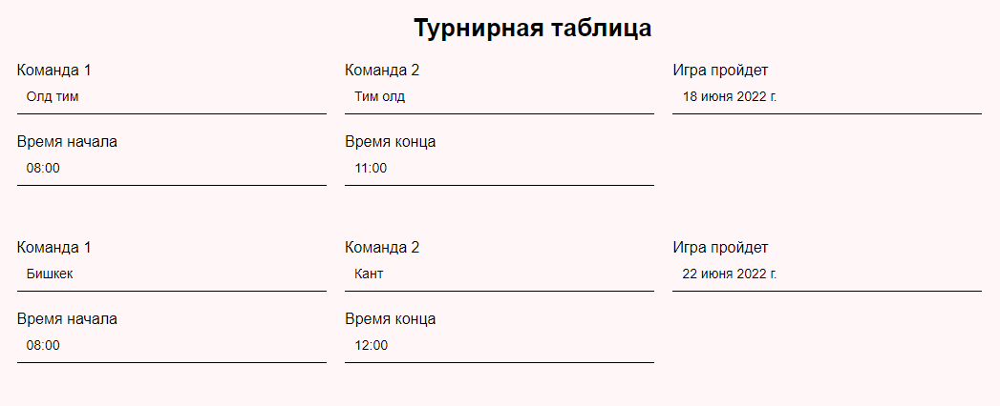 Турнирная таблица
Команда 1 Команда 2 Игра пройдет
Олд тим Тим олд 18 июня 2022 г.
Время начала Время конца
08:00 11:00
Команда 1 Команда 2 Игра пройдет
Бишкек Кант 22 июня 2022 г.
Время начала Время конца
08:00 12:00